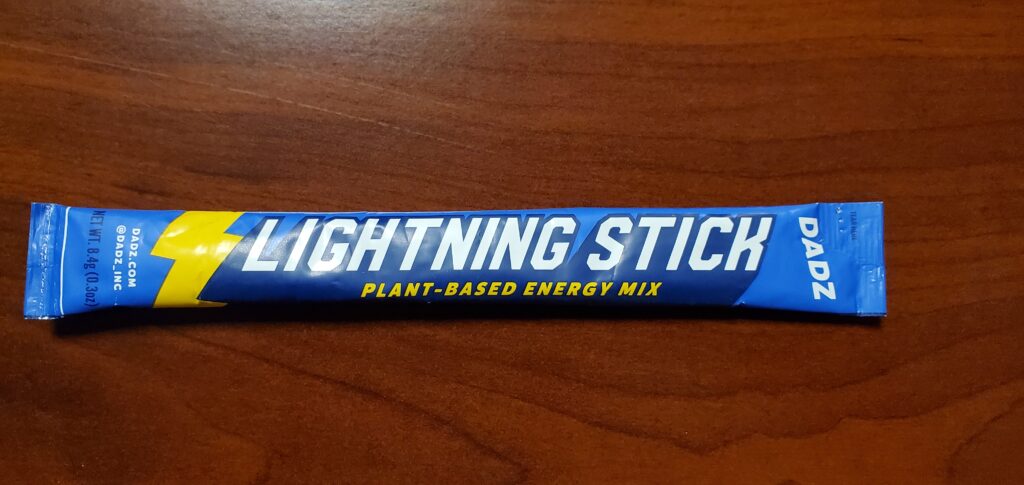 NET WT. 8.4g (0.3oz)
DADZ.COM
@DADZ_INC
LIGHTNING STICK
PLANT-BASED ENERGY MIX
DADZ